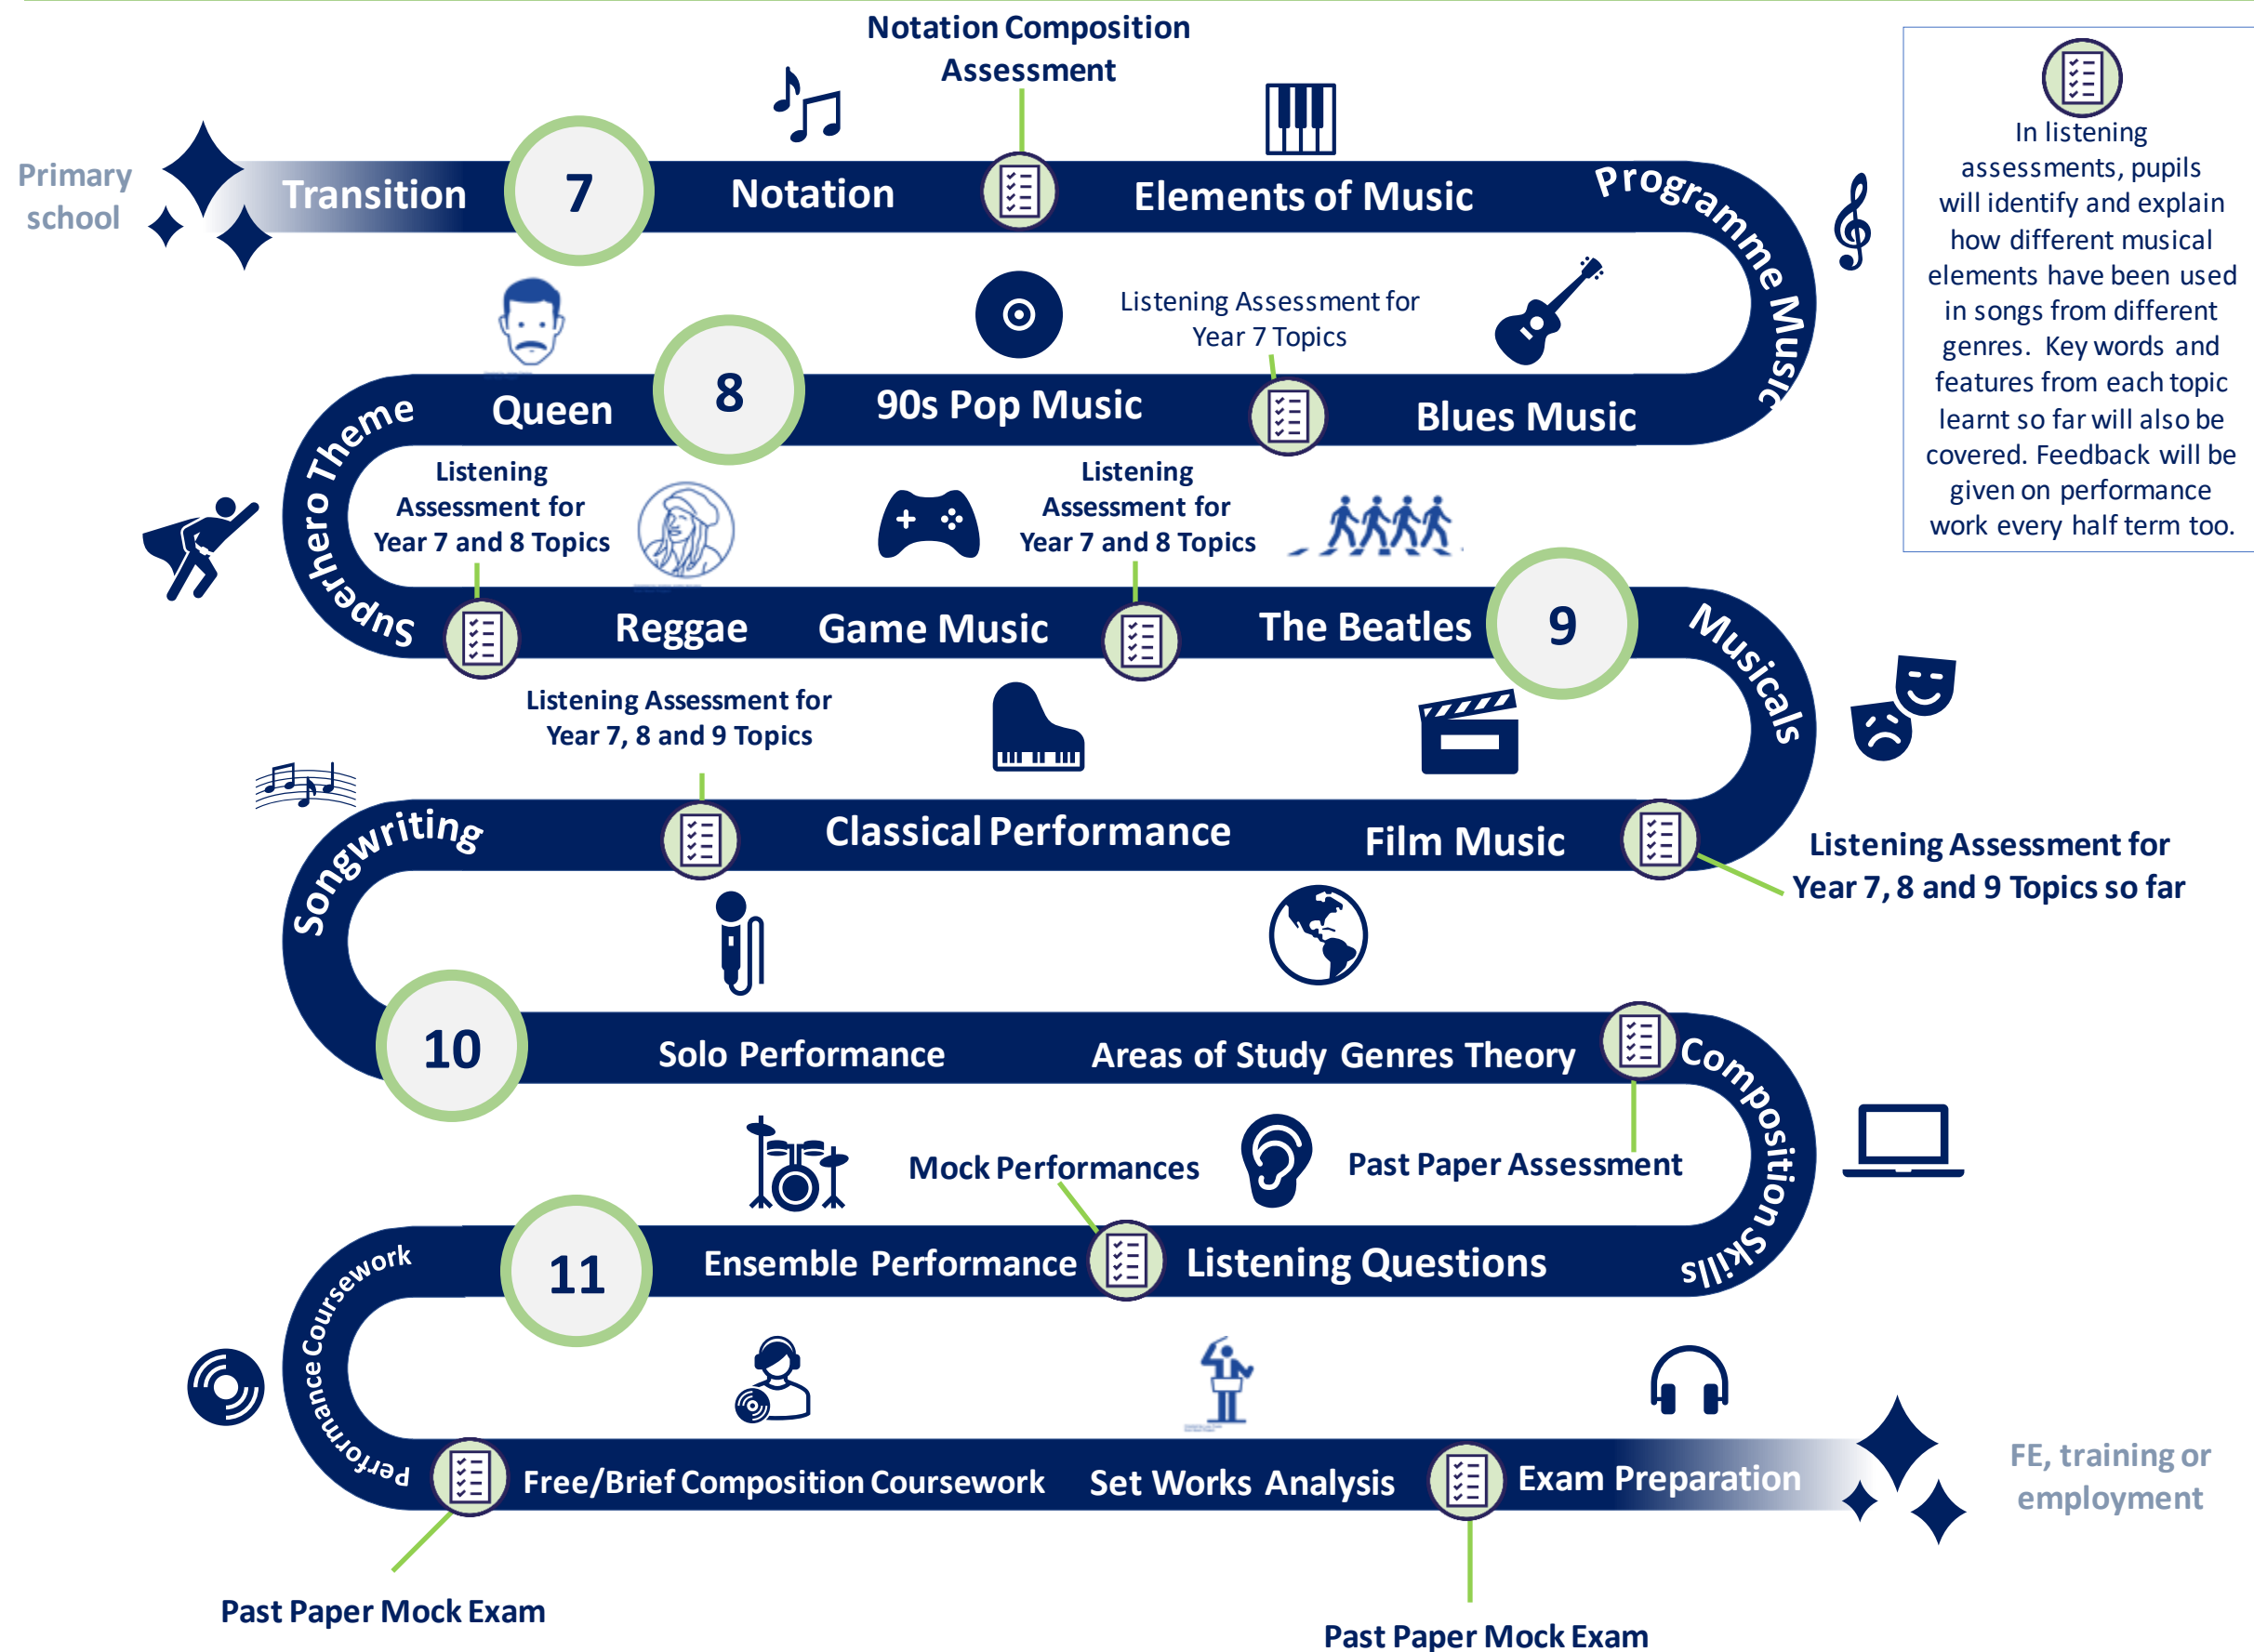 Notation Composition
Assessment
Primary
school
Transition
7
Notation
Elements of Music
Programme Music
In listening
assessments, pupils
will identify and explain
how different musical
elements have been used
in songs from different
genres. Key words and
features from each topic
learnt so far will also be
covered. Feedback will be
given on performance
work every half term too.
Listening Assessment for
Year 7 Topics
Blues Music
90s Pop Music
8
Queen
Superhero Theme
Listening
Assessment for
Year 7 and 8 Topics
Reggae
Game Music
Listening
Assessment for
Year 7 and 8 Topics
The Beatles
9
Musicals
Listening Assessment for
Year 7, 8 and 9 Topics so far
Film Music
Classical Performance
Listening Assessment for
Year 7, 8 and 9 Topics
Songwriting
10
Solo Performance
Areas of Study Genres Theory
Past Paper Assessment
Composition Skills
Listening Questions
Mock Performances
Ensemble Performance
11
Performance Coursework
Past Paper Mock Exam
Free/Brief Composition Coursework
Set Works Analysis
Past Paper Mock Exam
Exam Preparation
FE, training or
employment